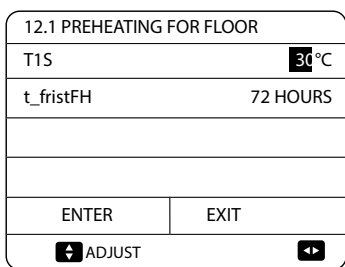 12.1 PREHEATING FOR FLOOR
T1S 30°C
t_fristFH 72 HOURS
ENTER EXIT
ADJUST